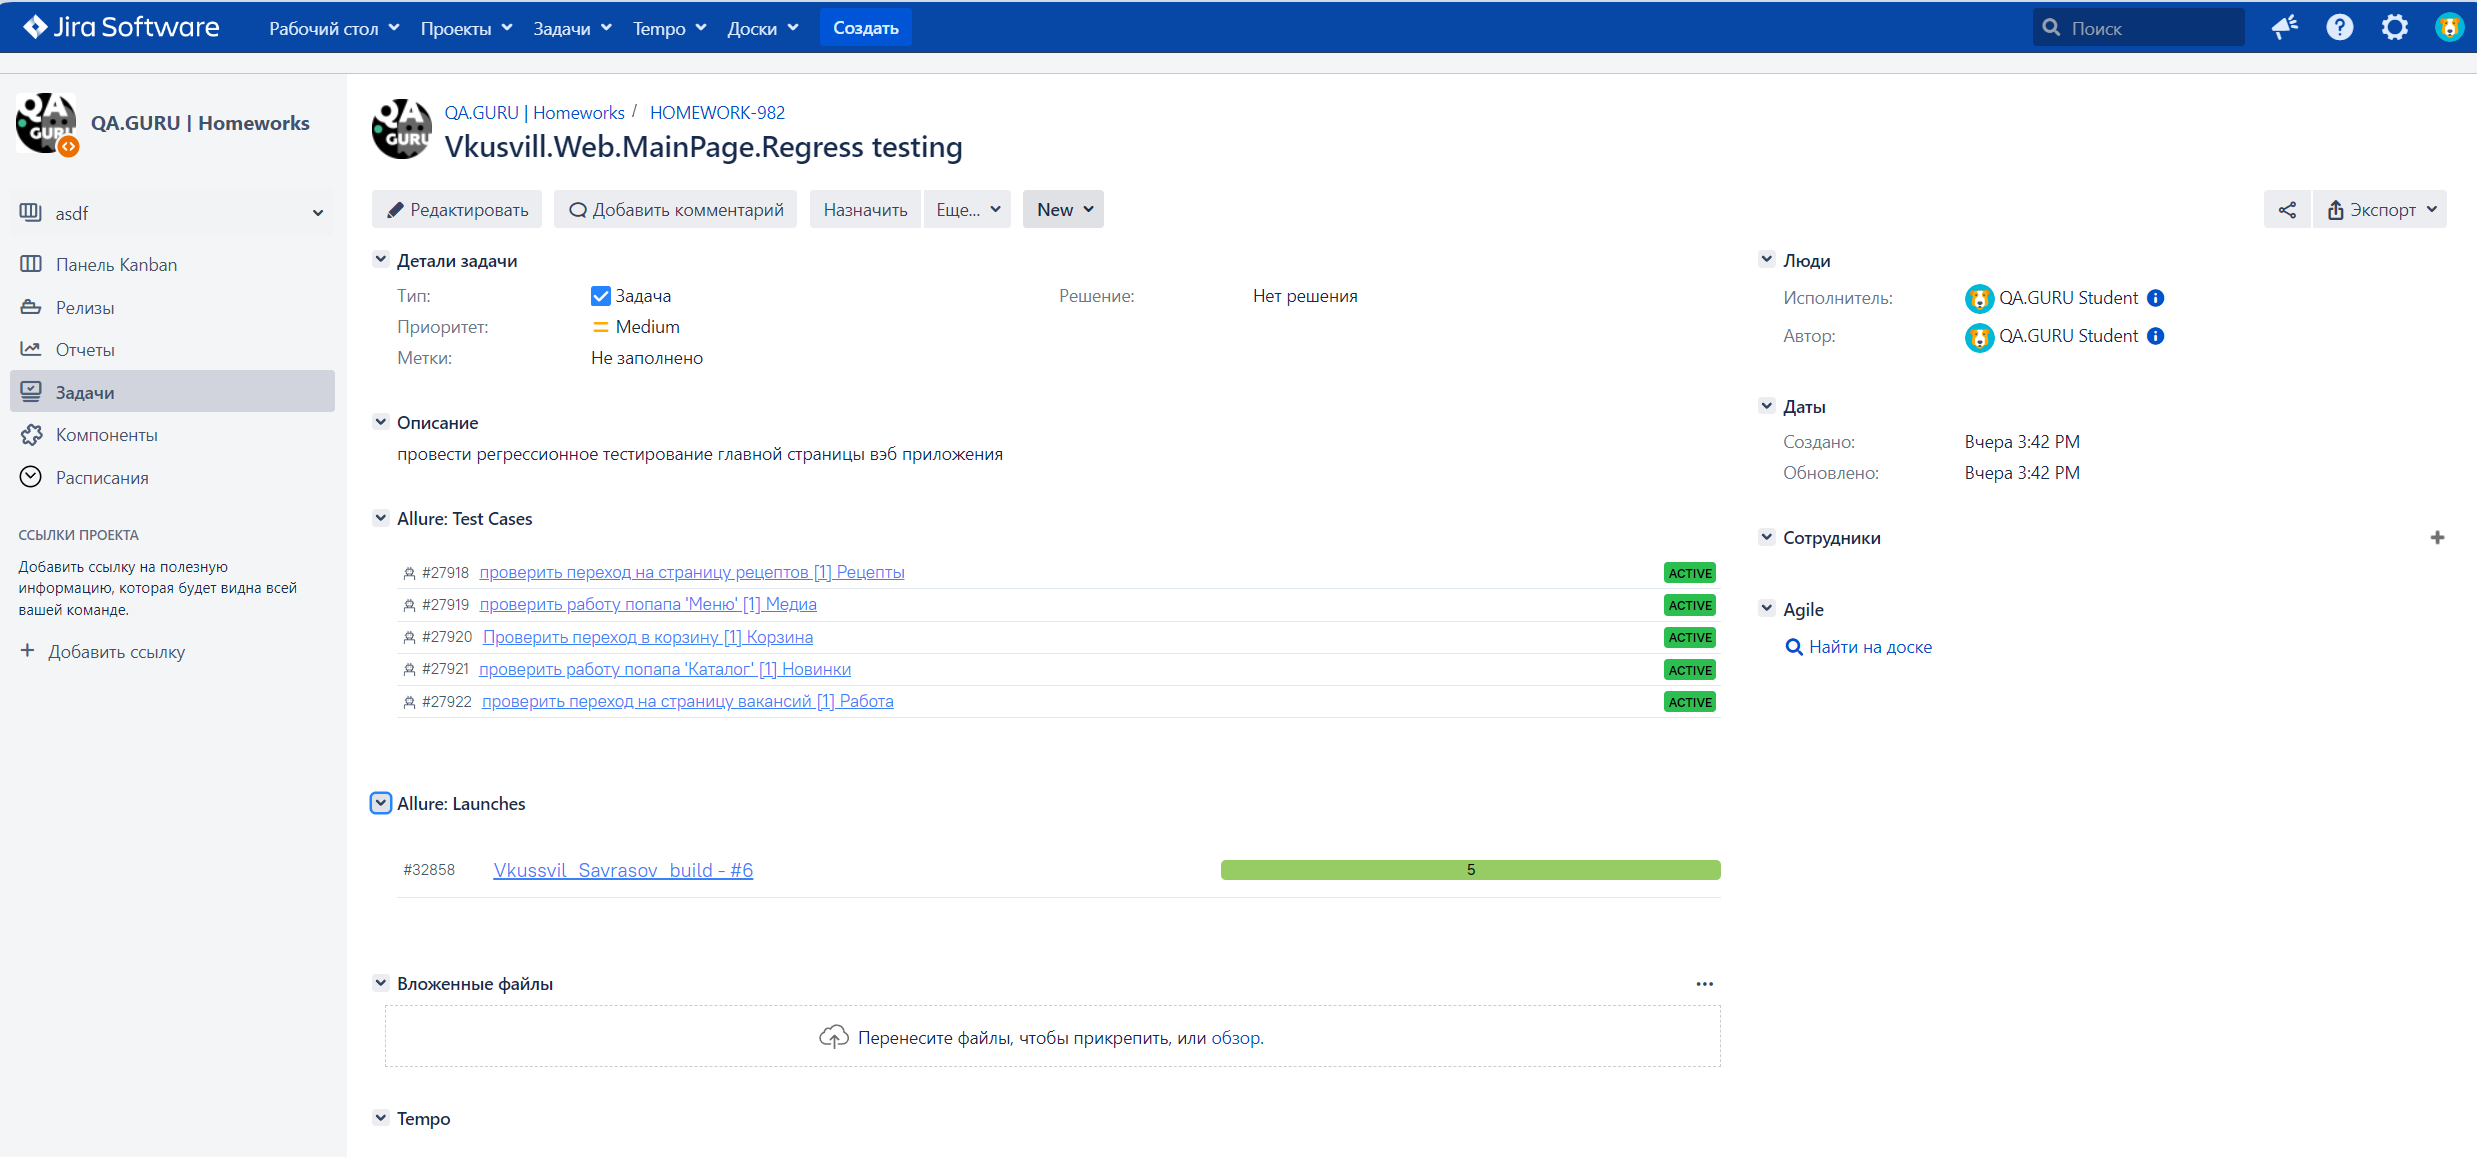 Jira Software Рабочий стол Проекты Задачи Tempo Доски Создать Поиск
QA GURU
QA.GURU | Homeworks
asdf
Панель Kanban
Релизы
Отчеты
Задачи
Компоненты
Расписания
ССЫЛКИ ПРОЕКТА
Добавить ссылку на полезную
информацию, которая будет видна всей
вашей команде.
+ Добавить ссылку
QA GURU
QA.GURU | Homeworks / HOMEWORK-982
Vkusvill.Web.MainPage.Regress testing
Редактировать Добавить комментарий Назначить Еще... New Экспорт
Детали задачи
Тип: Задача Решение: Нет решения
Приоритет: Medium
Метки: Не заполнено
Описание
провести регрессионное тестирование главной страницы вэб приложения
Allure: Test Cases
#27918 проверить переход на страницу рецептов [1] Рецепты ACTIVE
#27919 проверить работу попапа 'Меню' [1] Медиа ACTIVE
#27920 Проверить переход в корзину [1] Корзина ACTIVE
#27921 проверить работу попапа 'Каталог' [1] Новинки ACTIVE
#27922 проверить переход на страницу вакансий [1] Работа ACTIVE
Allure: Launches
#32858 Vkussvil_Savrasov_build - #6 5
Вложенные файлы ...
Перенесите файлы, чтобы прикрепить, или обзор.
Tempo
Люди
Исполнитель: QA.GURU Student
Автор: QA.GURU Student
Даты
Создано: Вчера 3:42 PM
Обновлено: Вчера 3:42 PM
Сотрудники +
Agile
Найти на доске